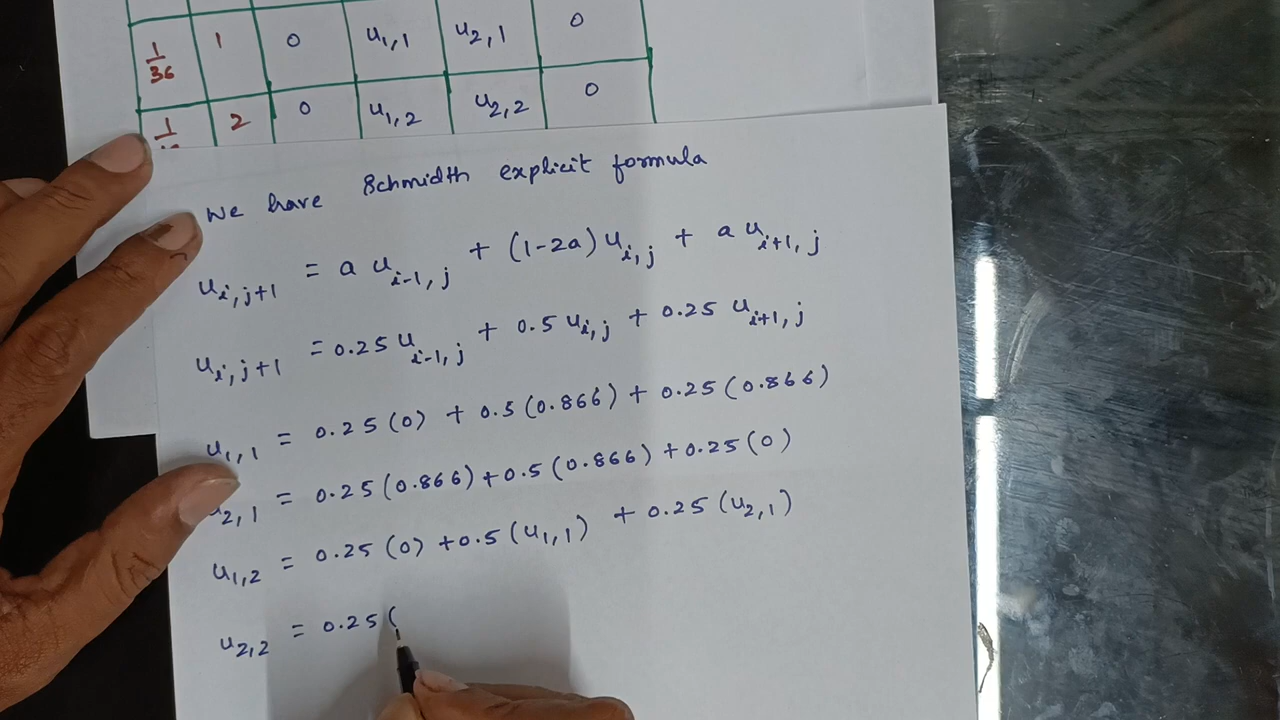 1/36 1 0 u1,1 u2,1 0
1/ 2 0 u1,2 u2,2 0
We have Schmidth explicit formula
ui,j+1 = a ui-1,j + (1-2a) ui,j + a ui+1,j
ui,j+1 = 0.25 ui-1,j + 0.5 ui,j + 0.25 ui+1,j
u1,1 = 0.25 (0) + 0.5 (0.866) + 0.25 (0.866)
u2,1 = 0.25 (0.866) + 0.5 (0.866) + 0.25 (0)
u1,2 = 0.25 (0) + 0.5 (u1,1) + 0.25 (u2,1)
u2,2 = 0.25 (